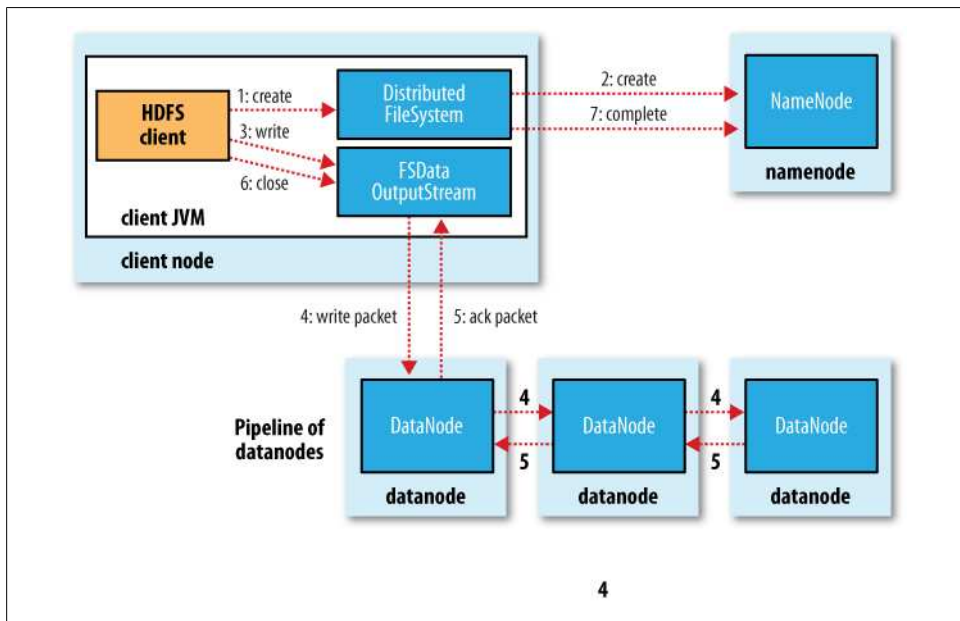 HDFS
client
1: create
3: write
6: close
Distributed
FileSystem
FSData
OutputStream
client JVM
client node
2: create
7: complete
NameNode
namenode
4: write packet
5: ack packet
Pipeline of
datanodes
DataNode
4
5
DataNode
4
5
DataNode
datanode
datanode
datanode
4